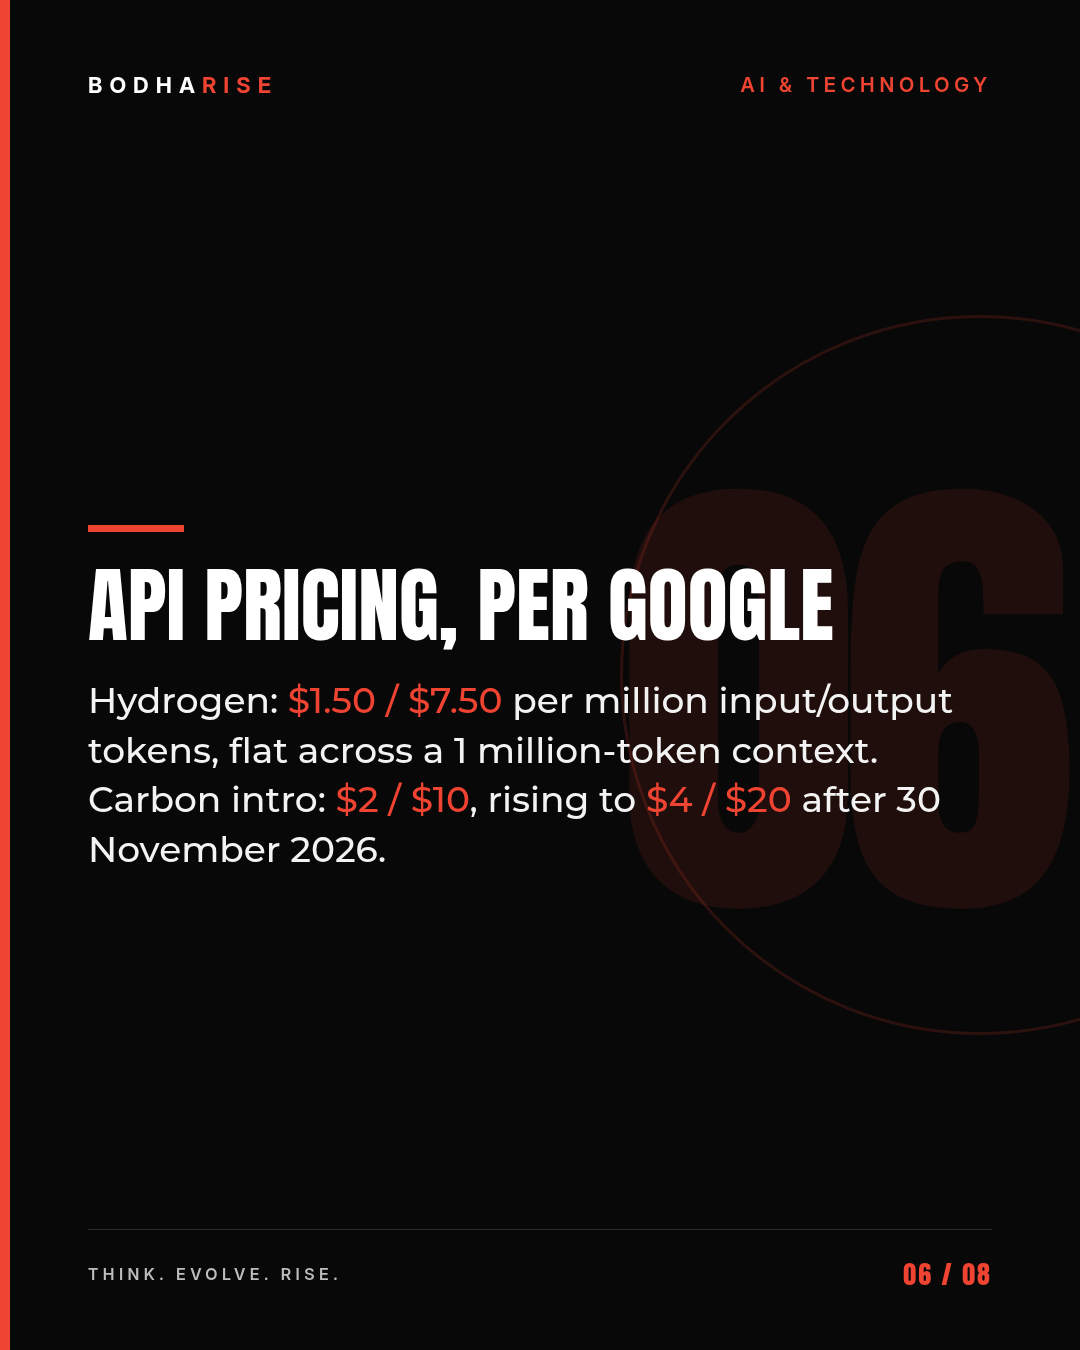 BODHARISE
AI & TECHNOLOGY
06
API PRICING, PER GOOGLE
Hydrogen: $1.50 / $7.50 per million input/output
tokens, flat across a 1 million-token context.
Carbon intro: $2 / $10, rising to $4 / $20 after 30
November 2026.
THINK. EVOLVE. RISE.
06 / 08